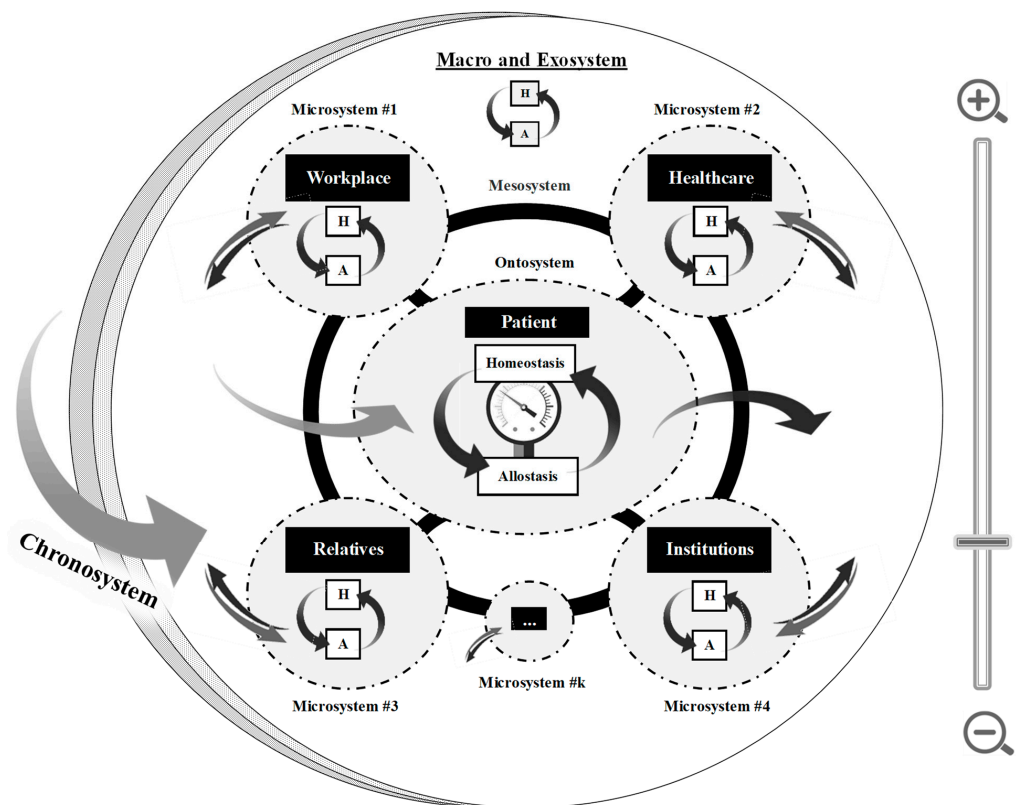 Macro and Exosystem
H
A
Microsystem #1
Microsystem #2
Workplace
H
A
Healthcare
H
A
Mesosystem
Ontosystem
Patient
Homeostasis
Allostasis
Chronosystem
Relatives
H
A
Institutions
H
A
...
Microsystem #k
Microsystem #3
Microsystem #4